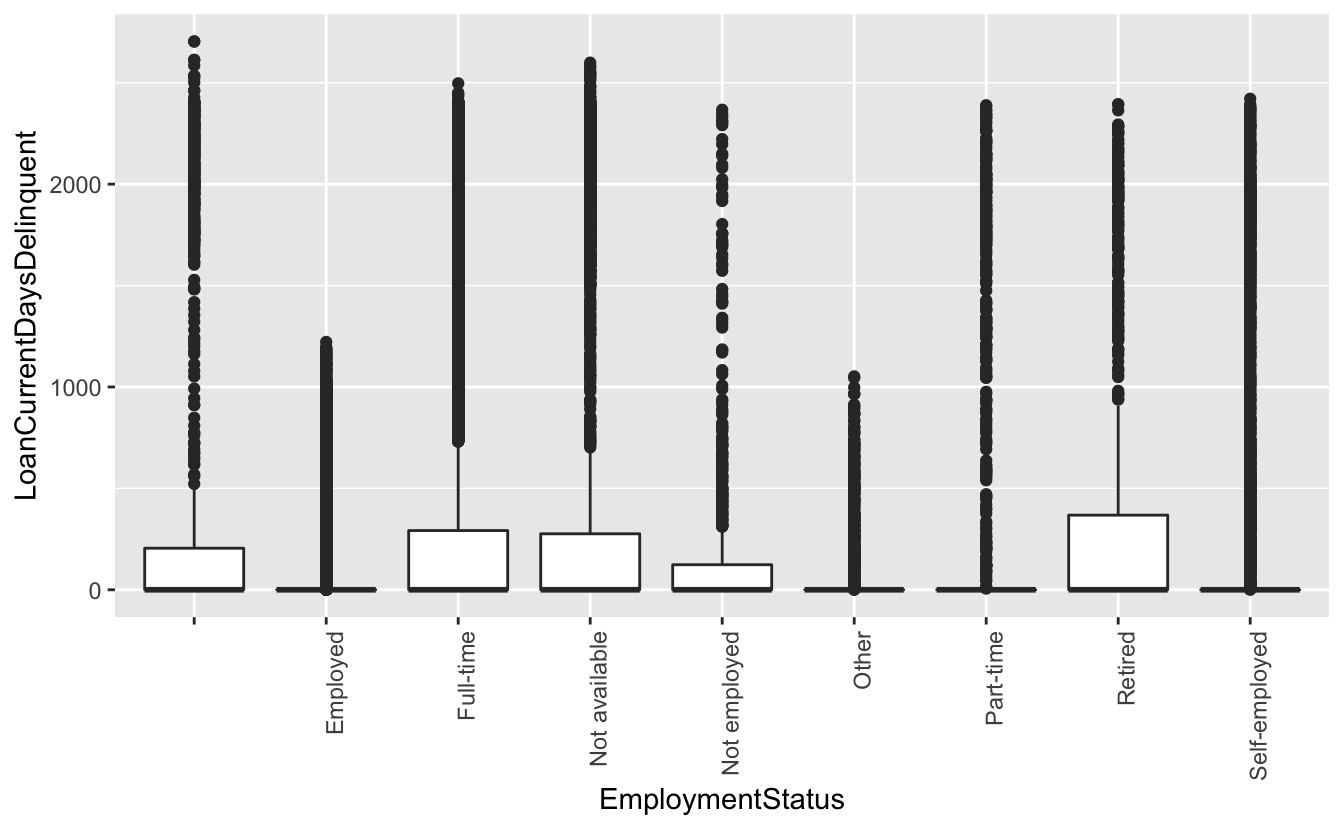 LoanCurrentDaysDelinquent
2000
1000
0
Employed
Full-time
Not available
Not employed
Other
Part-time
Retired
Self-employed
EmploymentStatus